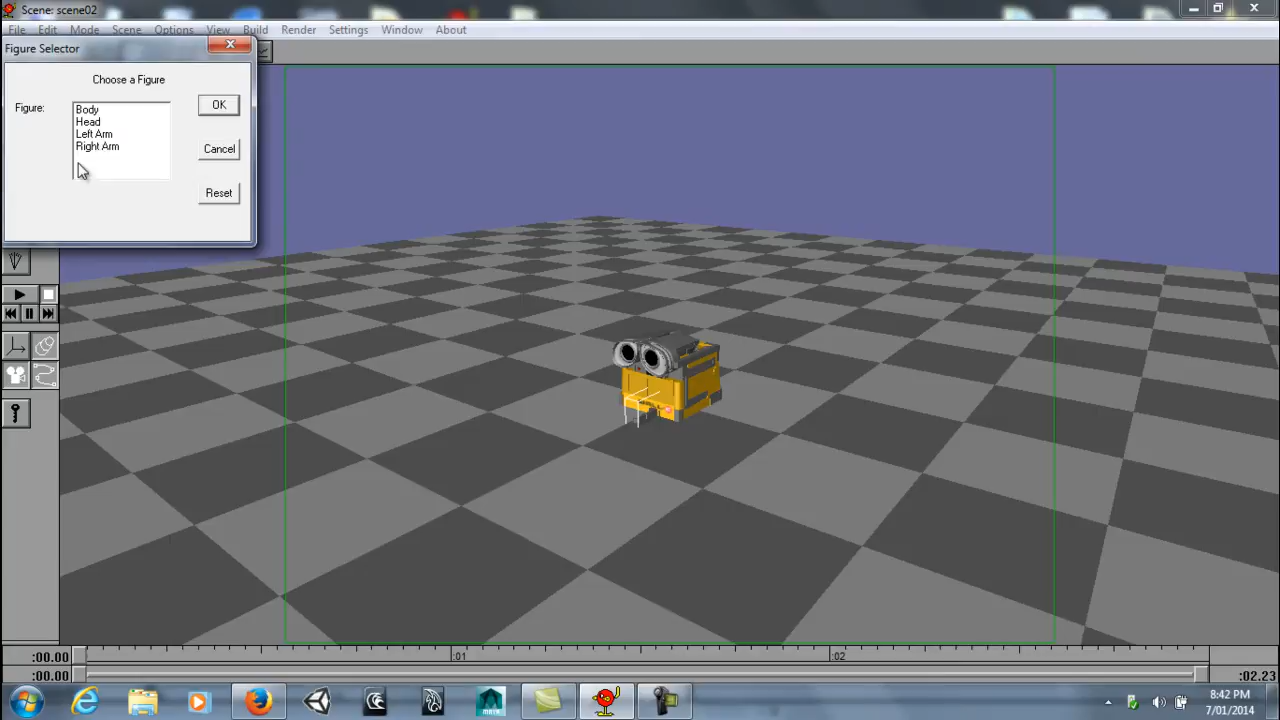 Scene: scene02
File Edit Mode Scene Options View Build Render Settings Window About
Figure Selector
Choose a Figure
Figure:
Body
Head
Left Arm
Right Arm
OK
Cancel
Reset
:00.00 :01 :02
:00.00 :02.23
MAYA
8:42 PM
7/01/2014